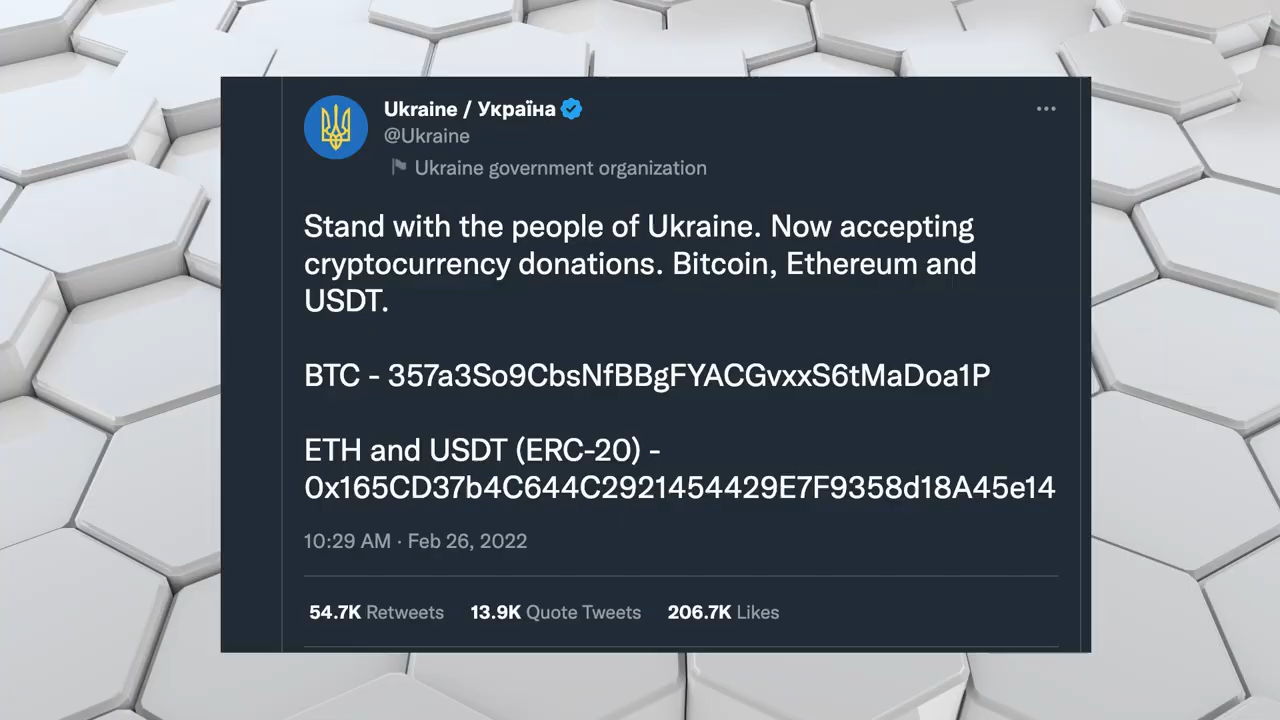 Ukraine / Україна
@Ukraine
Ukraine government organization
Stand with the people of Ukraine. Now accepting
cryptocurrency donations. Bitcoin, Ethereum and
USDT.
BTC - 357a3So9CbsNfBBgFYACGvxxS6tMaDoa1P
ETH and USDT (ERC-20) -
0x165CD37b4C644C2921454429E7F9358d18A45e14
10:29 AM · Feb 26, 2022
54.7K Retweets 13.9K Quote Tweets 206.7K Likes